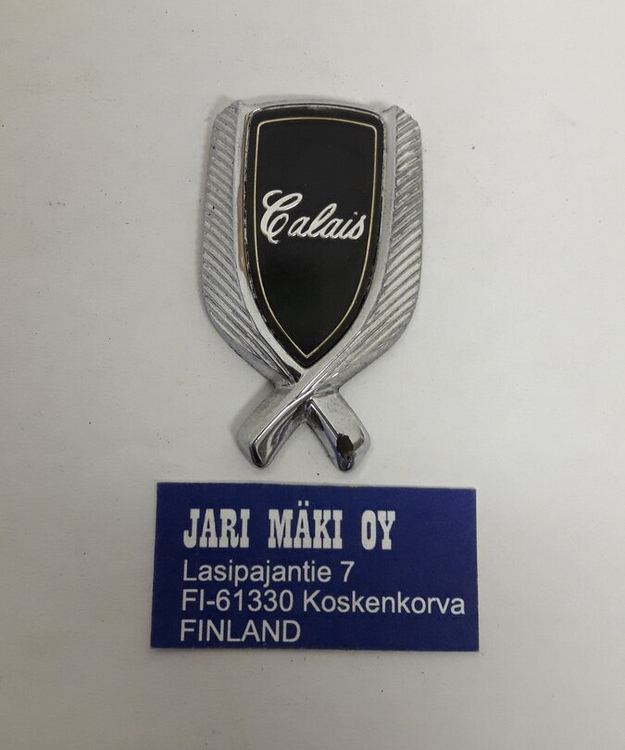 Calais
JARI MÄKI OY
Lasipajantie 7
FI-61330 Koskenkorva
FINLAND